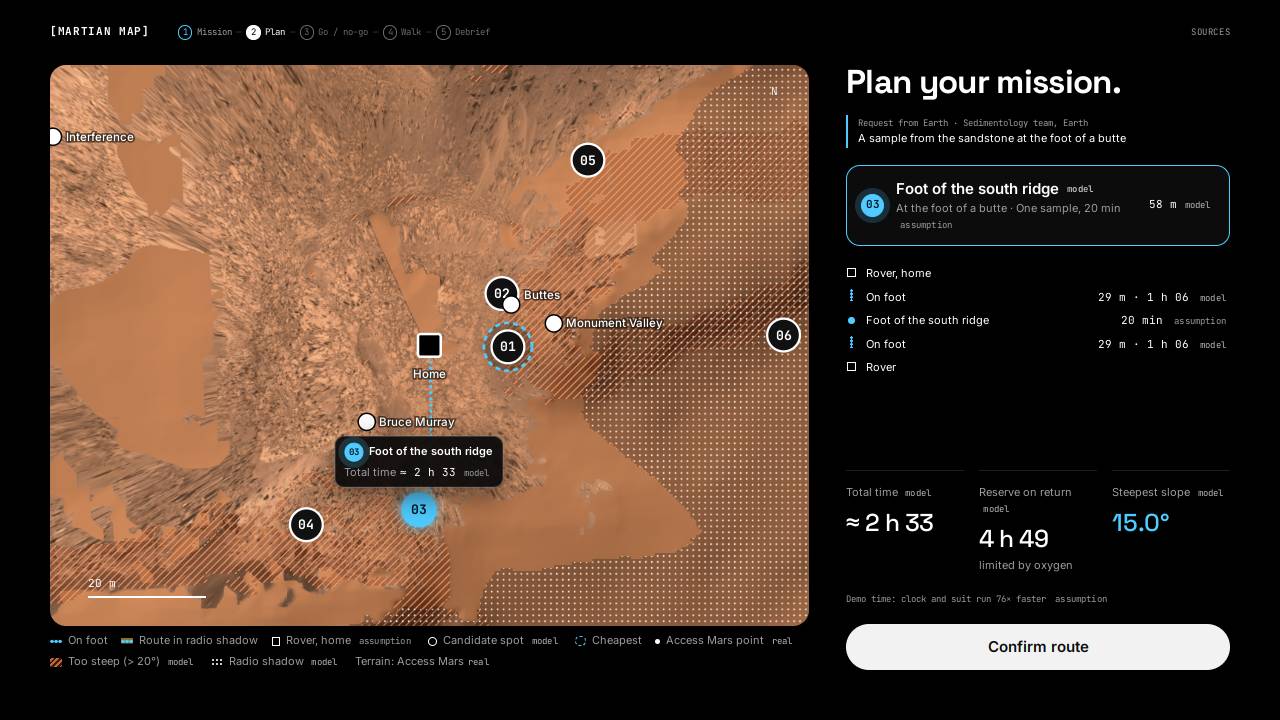 [MARTIAN MAP]
1 Mission
2 Plan
3 Go / no-go
4 Walk
5 Debrief
SOURCES
N
Interference
05
02
Buttes
Monument Valley
01
06
Home
Bruce Murray
03 Foot of the south ridge
Total time ≈ 2 h 33 model
03
04
20 m
On foot
Route in radio shadow
Rover, home assumption
Candidate spot model
Cheapest
Access Mars point real
Too steep (> 20°) model
Radio shadow model
Terrain: Access Mars real
Plan your mission.
Request from Earth · Sedimentology team, Earth
A sample from the sandstone at the foot of a butte
03
Foot of the south ridge model
At the foot of a butte · One sample, 20 min
assumption
58 m model
Rover, home
On foot 29 m · 1 h 06 model
Foot of the south ridge 20 min assumption
On foot 29 m · 1 h 06 model
Rover
Total time model
≈ 2 h 33
Reserve on return
model
4 h 49
limited by oxygen
Steepest slope model
15.0°
Demo time: clock and suit run 76× faster assumption
Confirm route